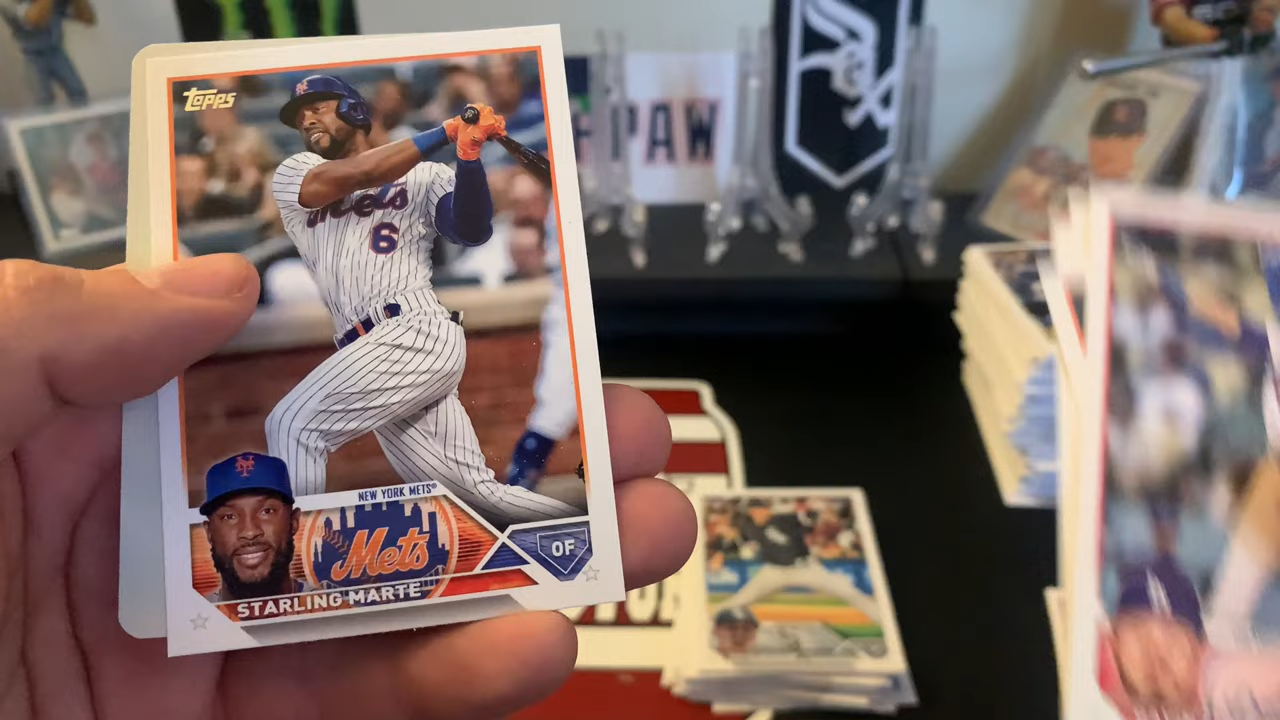 Topps
Mets
6
NEW YORK METS®
Mets
OF
STARLING MARTE
PAW